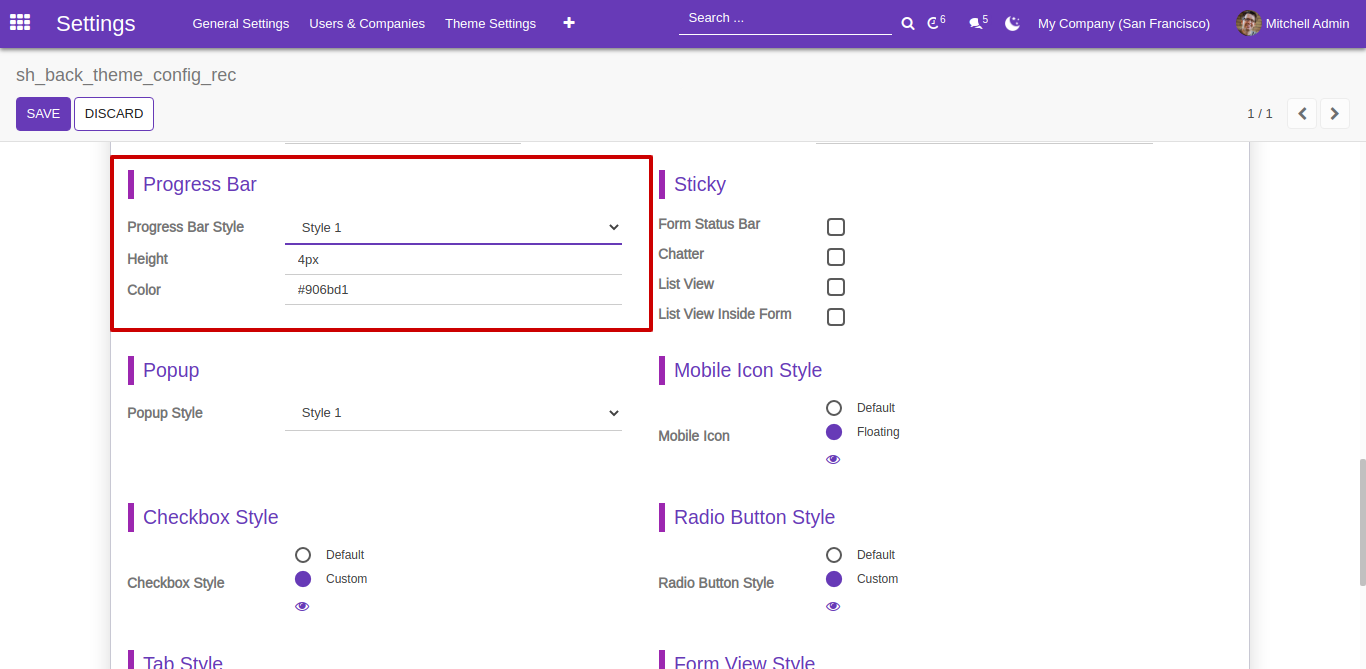 Settings
General Settings
Users & Companies
Theme Settings
Search ...
6
5
My Company (San Francisco)
Mitchell Admin
sh_back_theme_config_rec
SAVE
DISCARD
1 / 1
Progress Bar
Progress Bar Style
Style 1
Height
4px
Color
#906bd1
Sticky
Form Status Bar
Chatter
List View
List View Inside Form
Popup
Popup Style
Style 1
Mobile Icon Style
Mobile Icon
Default
Floating
Checkbox Style
Checkbox Style
Default
Custom
Radio Button Style
Radio Button Style
Default
Custom
Tab Style
Form View Style